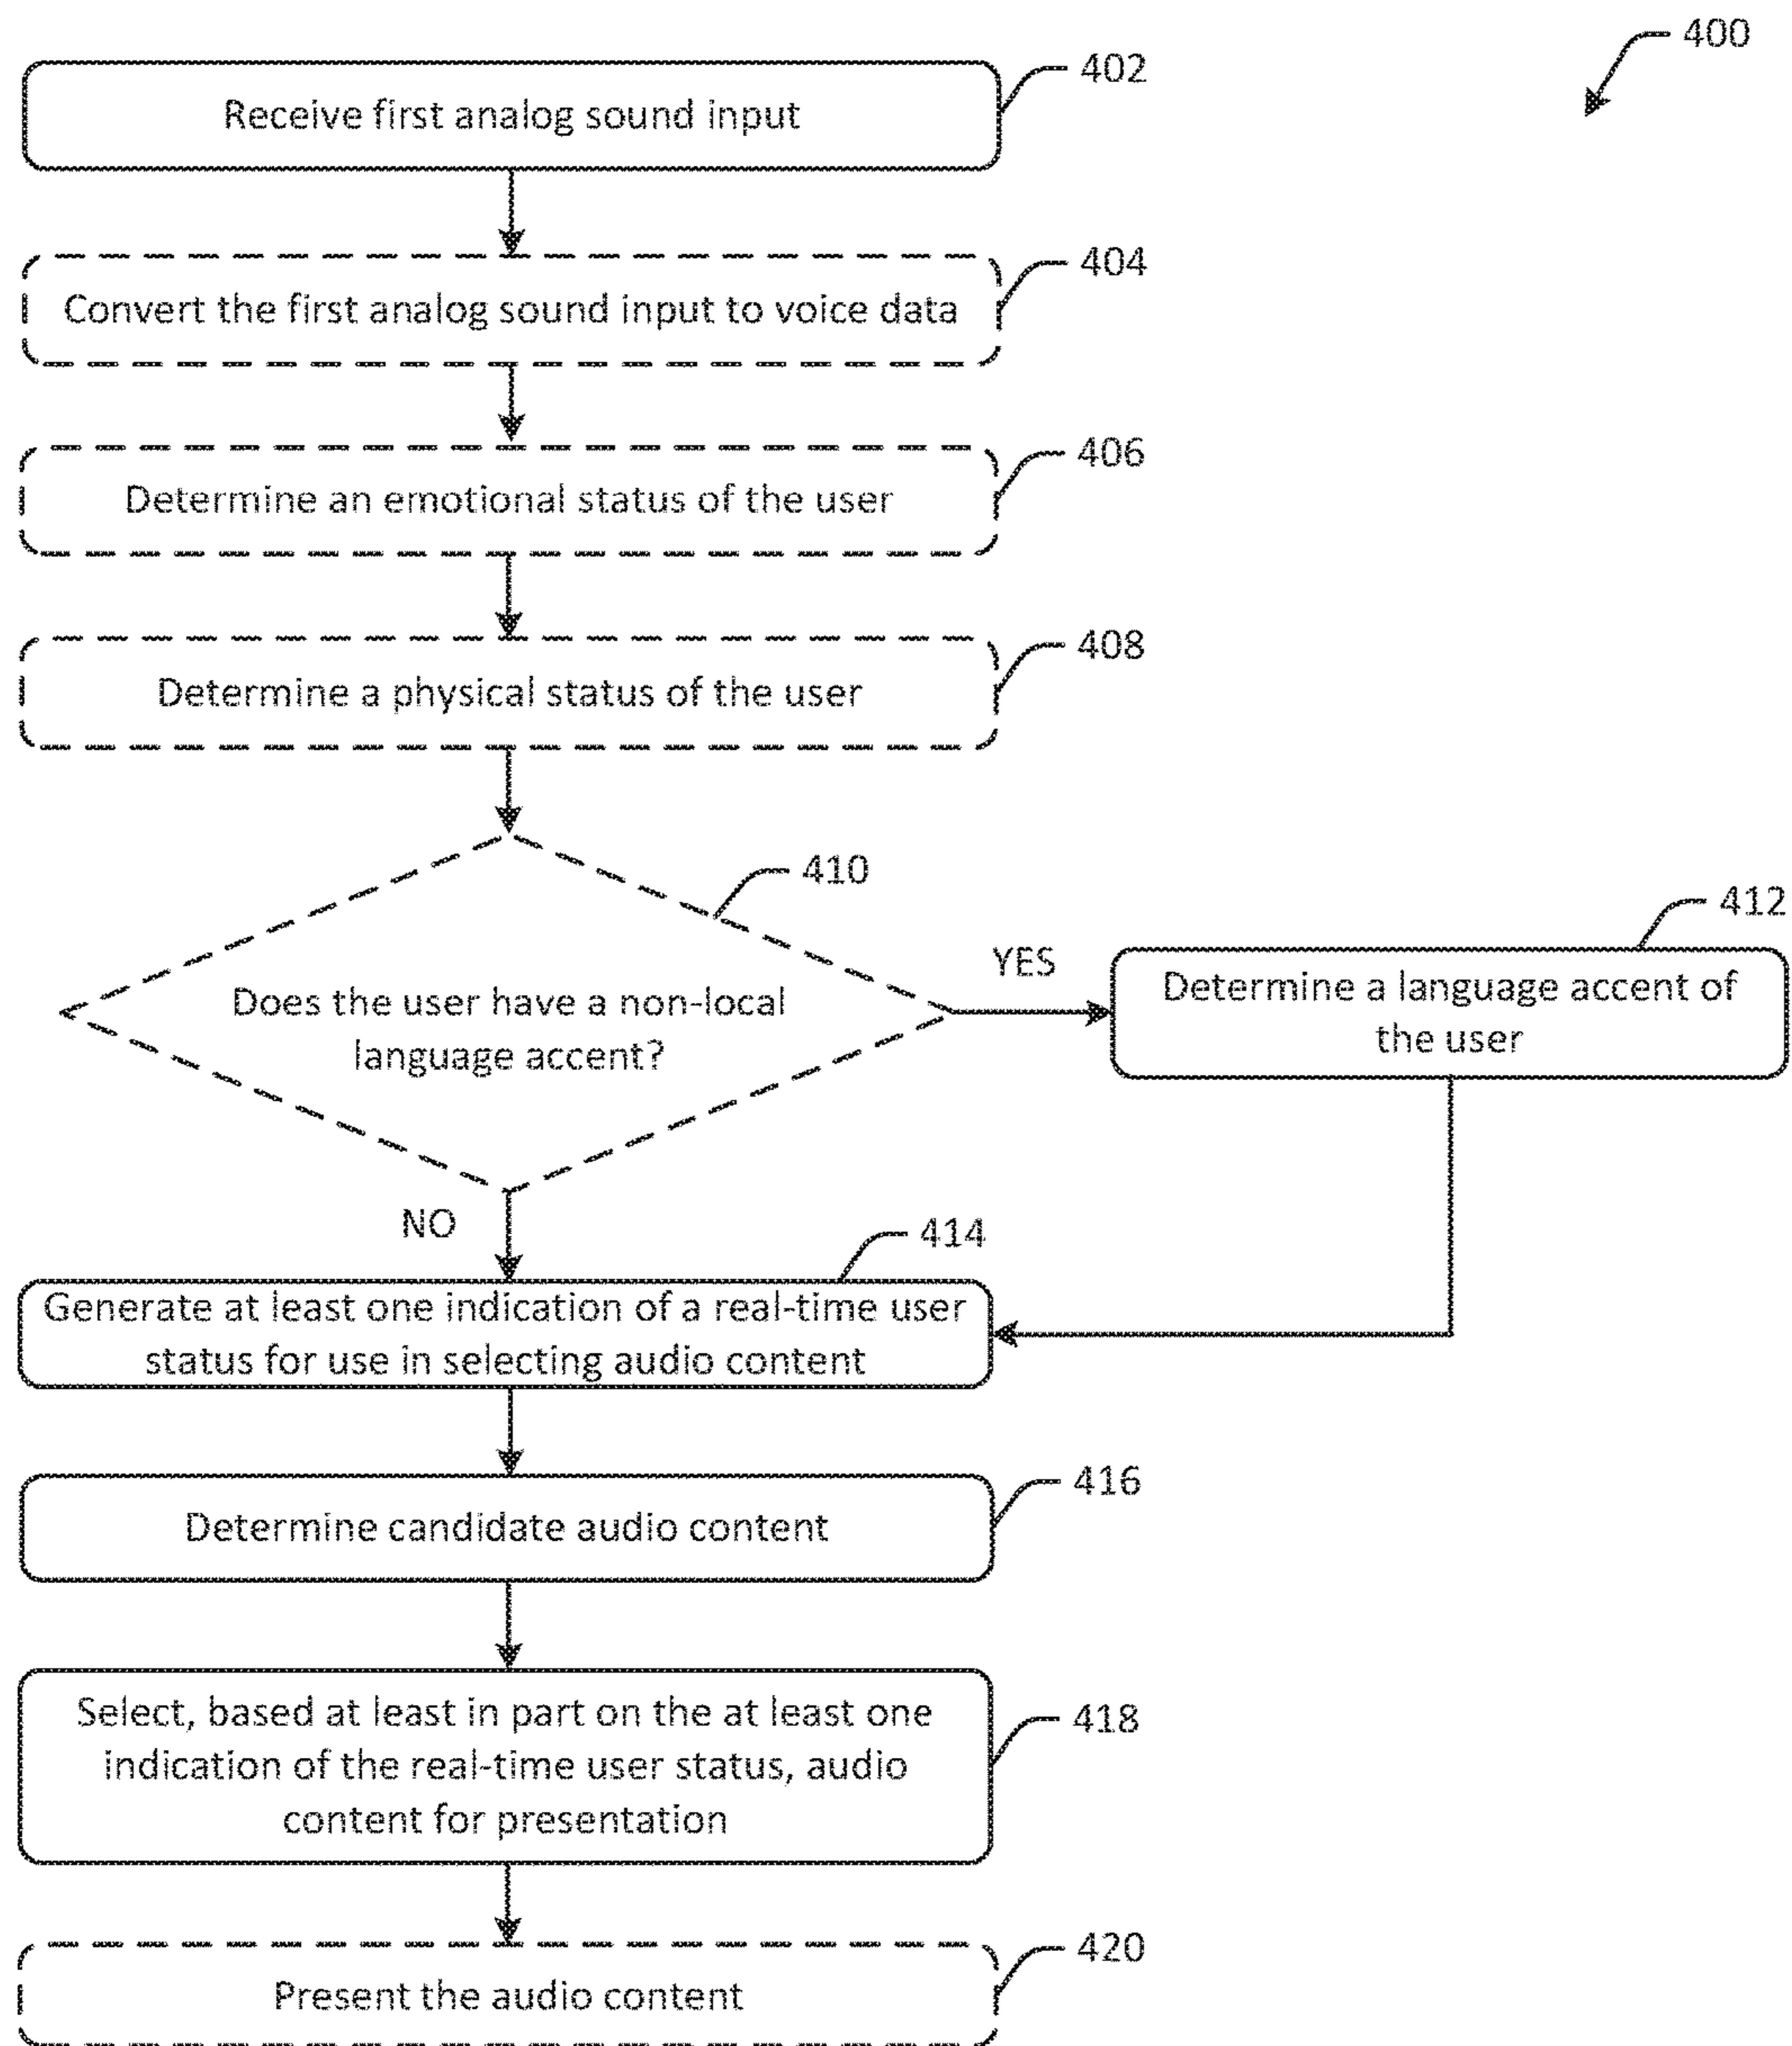 400
402
Receive first analog sound input
404
Convert the first analog sound input to voice data
406
Determine an emotional status of the user
408
Determine a physical status of the user
410
Does the user have a non-local
language accent?
YES
412
Determine a language accent of
the user
NO
414
Generate at least one indication of a real-time user
status for use in selecting audio content
416
Determine candidate audio content
418
Select, based at least in part on the at least one
indication of the real-time user status, audio
content for presentation
420
Present the audio content